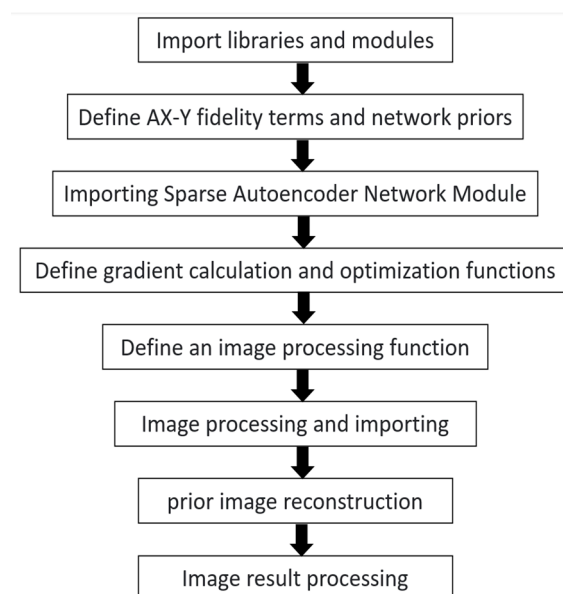 Import libraries and modules
Define AX-Y fidelity terms and network priors
Importing Sparse Autoencoder Network Module
Define gradient calculation and optimization functions
Define an image processing function
Image processing and importing
prior image reconstruction
Image result processing